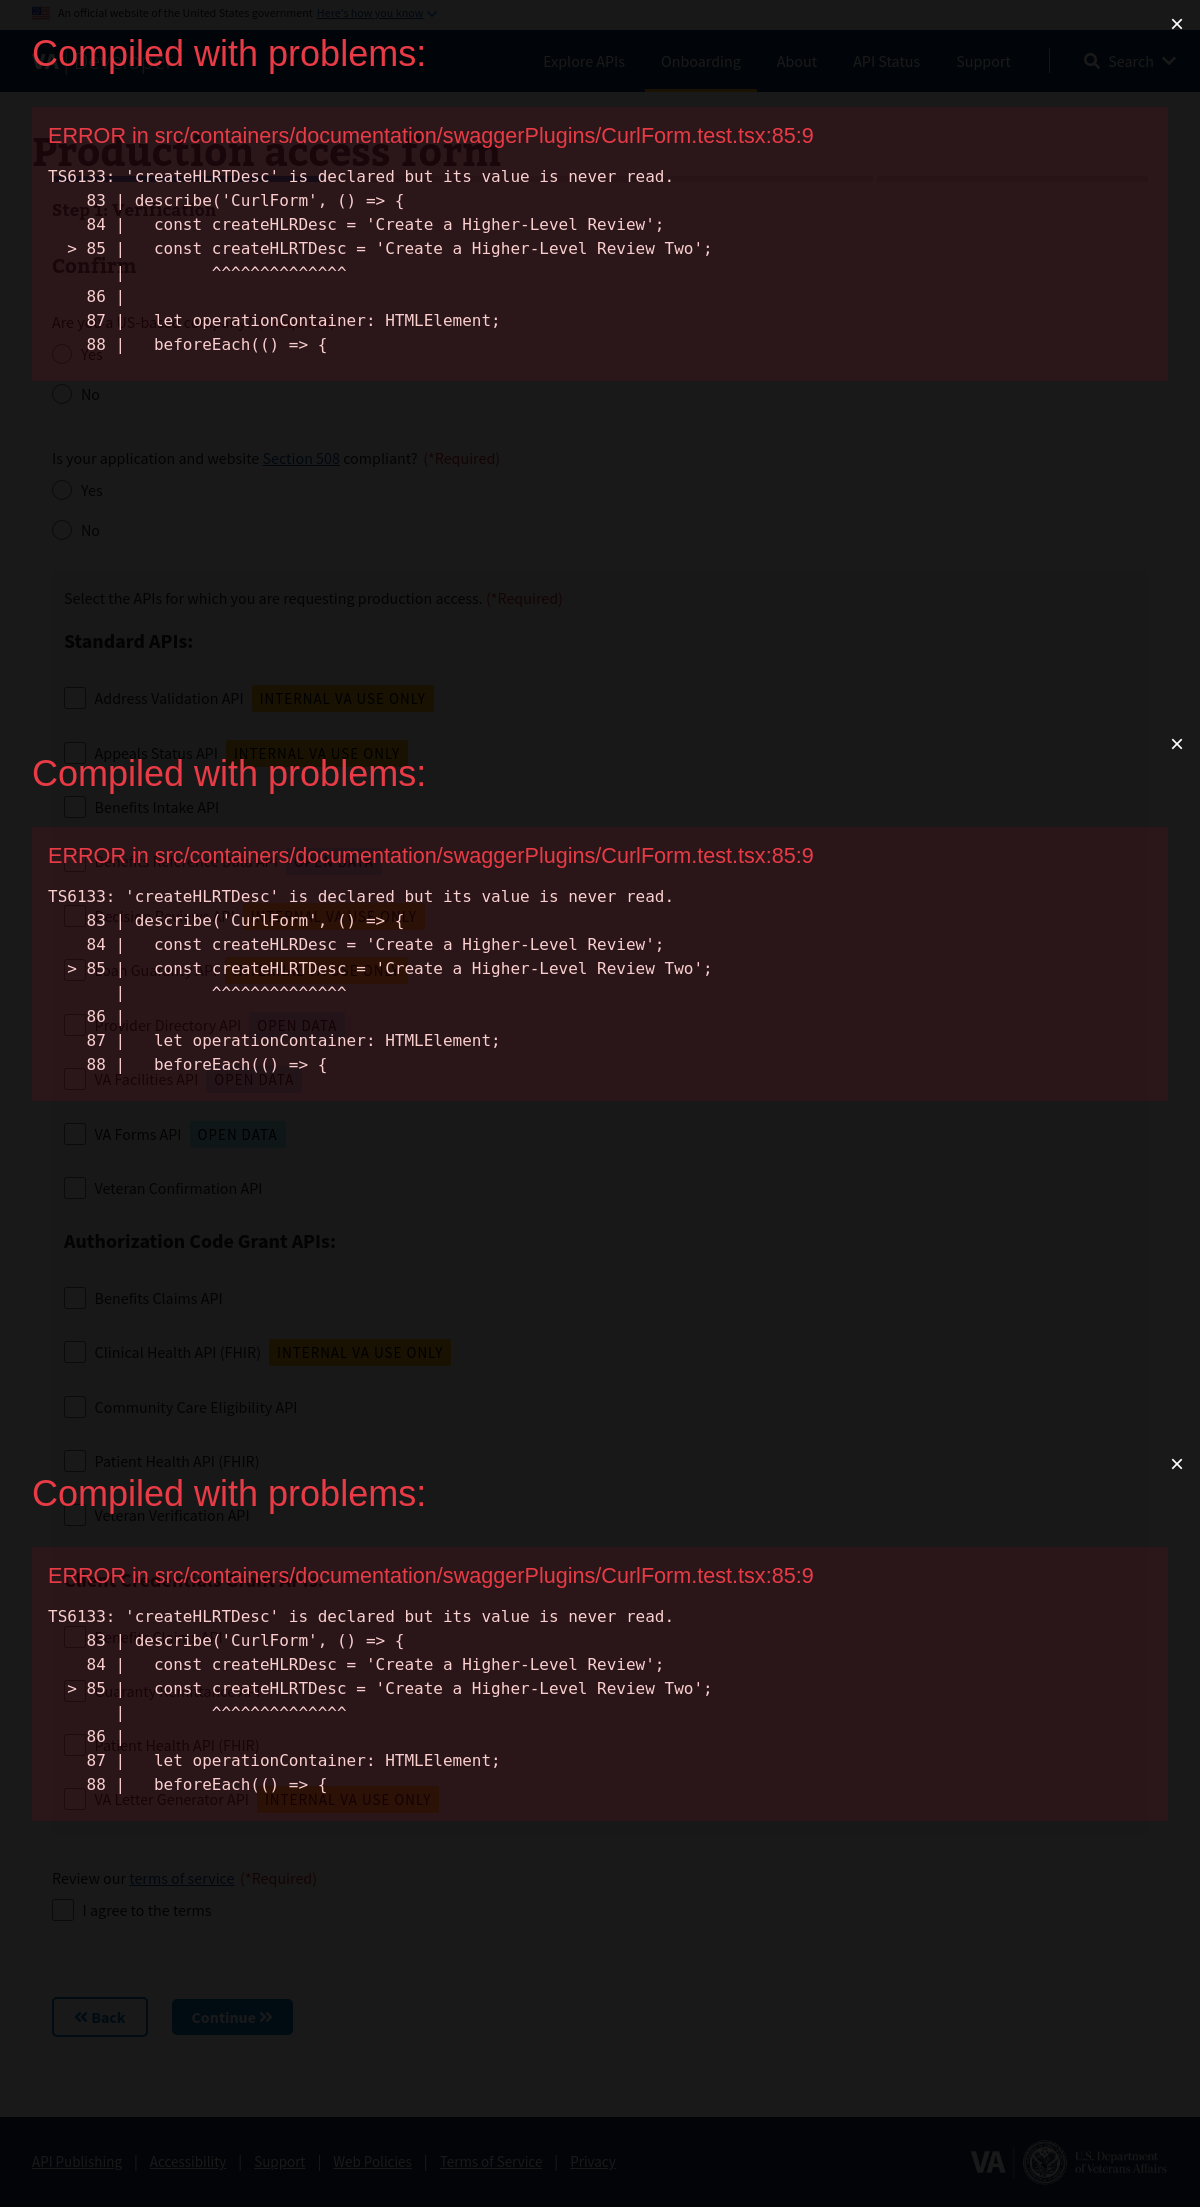 An official website of the United States government Here's how you know
×
Compiled with problems:
Explore APIs Onboarding About API Status Support Search
ERROR in src/containers/documentation/swaggerPlugins/CurlForm.test.tsx:85:9
Production access form
TS6133: 'createHLRTDesc' is declared but its value is never read.
83 | describe('CurlForm', () => {
Step 1: Verification
84 |   const createHLRDesc = 'Create a Higher-Level Review';
> 85 |   const createHLRTDesc = 'Create a Higher-Level Review Two';
Confirm
|         ^^^^^^^^^^^^^^
86 |
87 |   let operationContainer: HTMLElement;
Are you a US-based
88 |   beforeEach(() => {
Yes
No
Is your application and website Section 508 compliant? (*Required)
Yes
No
Select the APIs for which you are requesting production access. (*Required)
Standard APIs:
Address Validation API INTERNAL VA USE ONLY
Appeals Status API INTERNAL VA USE ONLY
×
Compiled with problems:
Benefits Intake API
ERROR in src/containers/documentation/swaggerPlugins/CurlForm.test.tsx:85:9
TS6133: 'createHLRTDesc' is declared but its value is never read.
83 | describe('CurlForm', () => {
84 |   const createHLRDesc = 'Create a Higher-Level Review';
> 85 |   const createHLRTDesc = 'Create a Higher-Level Review Two';
|         ^^^^^^^^^^^^^^
86 |
Provider Directory API OPEN DATA
87 |   let operationContainer: HTMLElement;
88 |   beforeEach(() => {
VA Facilities API OPEN DATA
VA Forms API OPEN DATA
Veteran Confirmation API
Authorization Code Grant APIs:
Benefits Claims API
Clinical Health API (FHIR) INTERNAL VA USE ONLY
Community Care Eligibility API
Patient Health API (FHIR)
×
Compiled with problems:
Veteran Verification API
ERROR in src/containers/documentation/swaggerPlugins/CurlForm.test.tsx:85:9
TS6133: 'createHLRTDesc' is declared but its value is never read.
83 | describe('CurlForm', () => {
84 |   const createHLRDesc = 'Create a Higher-Level Review';
> 85 |   const createHLRTDesc = 'Create a Higher-Level Review Two';
|         ^^^^^^^^^^^^^^
86 |
Patient Health API (FHIR)
87 |   let operationContainer: HTMLElement;
88 |   beforeEach(() => {
VA Letter Generator API INTERNAL VA USE ONLY
Review our terms of service (*Required)
I agree to the terms
Back Continue
API Publishing | Accessibility | Support | Web Policies | Terms of Service | Privacy
VA U.S. Department
of Veterans Affairs